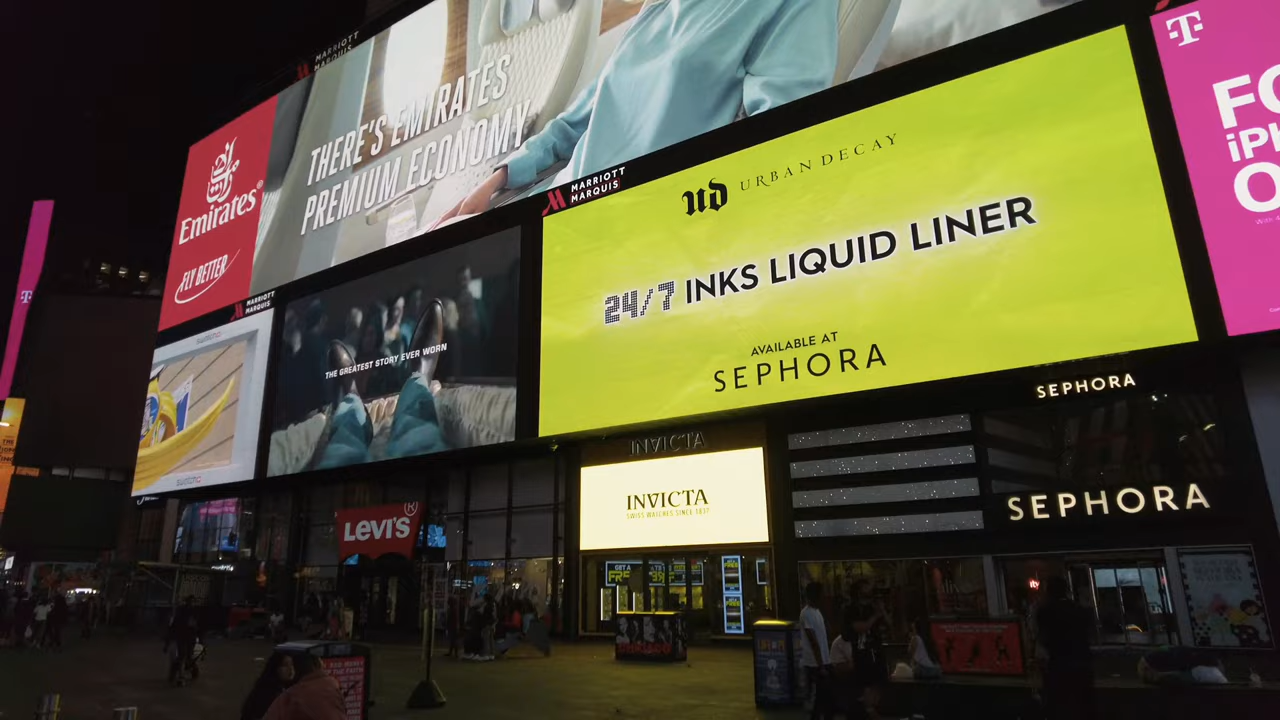 MARRIOTT
MARQUIS
T
Emirates
FLY BETTER
THERE'S EMIRATES
PREMIUM ECONOMY
MARRIOTT
MARQUIS
ud URBAN DECAY
24/7 INKS LIQUID LINER
AVAILABLE AT
SEPHORA
T
iP
MARRIOTT
MARQUIS
THE GREATEST STORY EVER WORN
SEPHORA
INVICTA
INVICTA
SWISS WATCHES SINCE 1837
SEPHORA
LEVI'S®
GET A
FREE